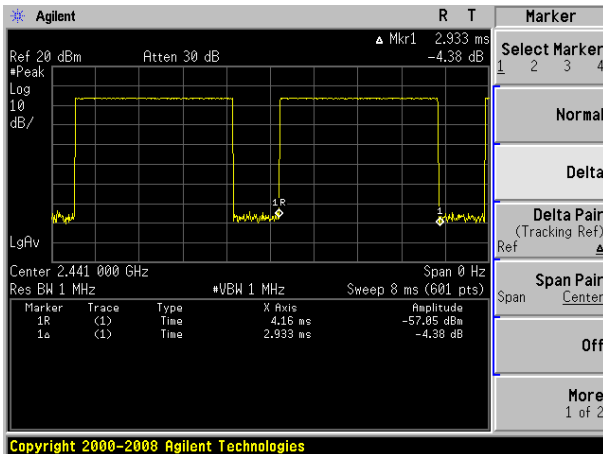 Agilent R T
Δ Mkr1 2.933 ms
Ref 20 dBm Atten 30 dB -4.38 dB
#Peak
Log
10
dB/
1R
1
LgAv
Center 2.441 000 GHz Span 0 Hz
Res BW 1 MHz #VBW 1 MHz Sweep 8 ms (601 pts)
Marker Trace Type X Axis Amplitude
1R (1) Time 4.16 ms -57.05 dBm
1Δ (1) Time 2.933 ms -4.38 dB
Copyright 2000-2008 Agilent Technologies
Marker
Select Marker
1 2 3 4
Normal
Delta
Delta Pair
(Tracking Ref)
Ref Δ
Span Pair
Span Center
Off
More
1 of 2